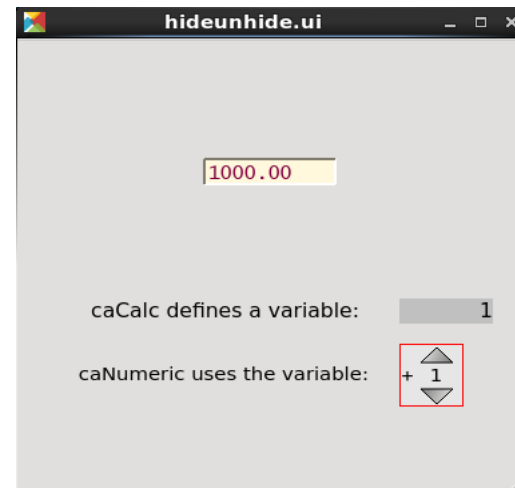 hideunhide.ui
1000.00
caCalc defines a variable: 1
caNumeric uses the variable: + 1